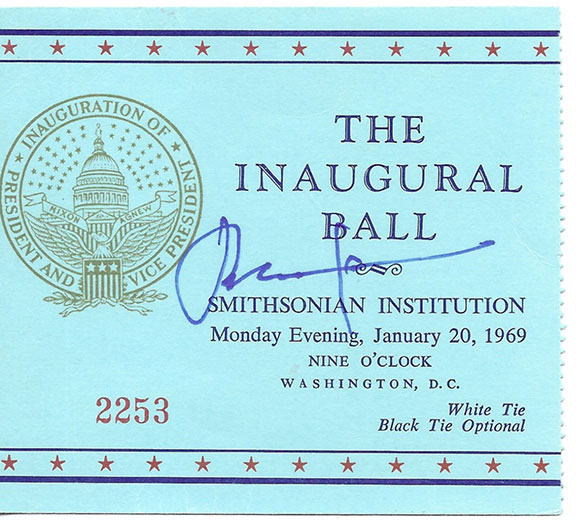 INAUGURATION OF
PRESIDENT AND VICE PRESIDENT
NIXON AGNEW
THE
INAUGURAL
BALL
SMITHSONIAN INSTITUTION
Monday Evening, January 20, 1969
NINE O'CLOCK
WASHINGTON, D.C.
2253
White Tie
Black Tie Optional